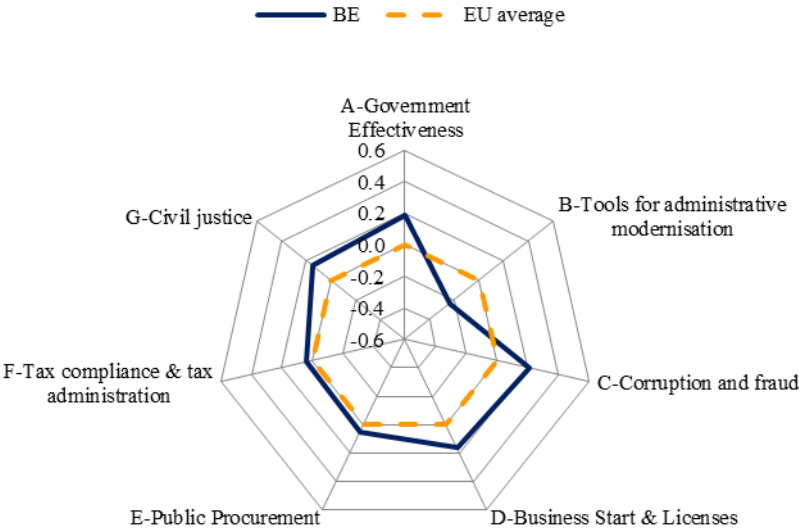 BE EU average
A-Government
Effectiveness
0.6
0.4
0.2
0.0
-0.2
-0.4
-0.6
B-Tools for administrative
modernisation
C-Corruption and fraud
D-Business Start & Licenses
E-Public Procurement
F-Tax compliance & tax
administration
G-Civil justice